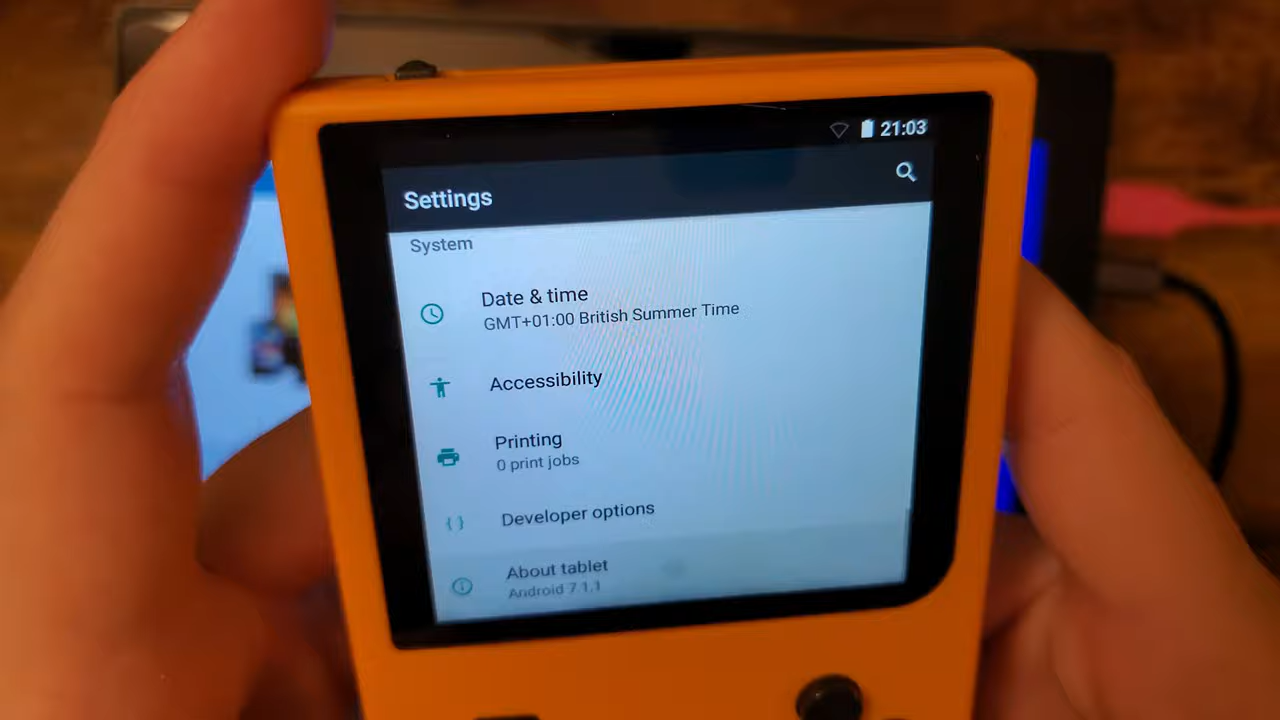 21:03
Settings
System
Date & time
GMT+01:00 British Summer Time
Accessibility
Printing
0 print jobs
Developer options
About tablet
Android 7.1.1